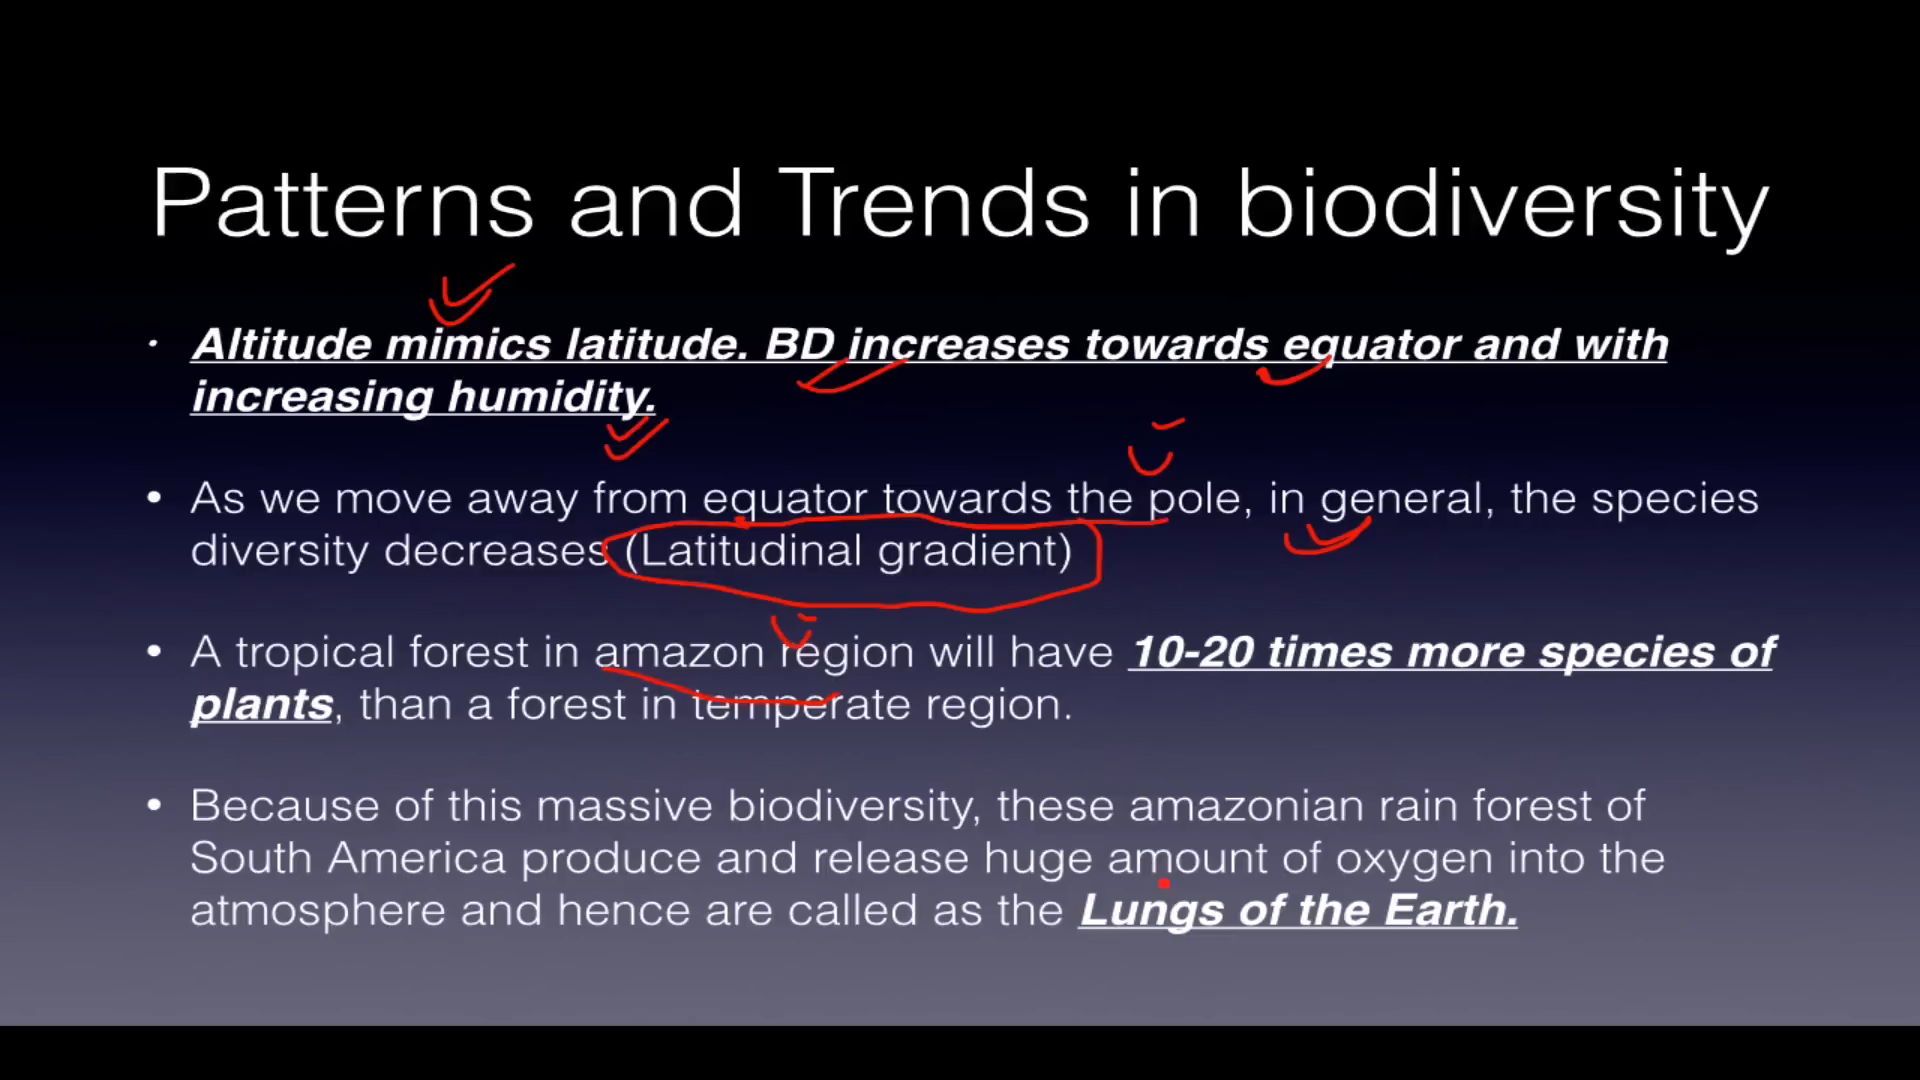 Patterns and Trends in biodiversity
• Altitude mimics latitude. BD increases towards equator and with
increasing humidity.
• As we move away from equator towards the pole, in general, the species
diversity decreases (Latitudinal gradient)
• A tropical forest in amazon region will have 10-20 times more species of
plants, than a forest in temperate region.
• Because of this massive biodiversity, these amazonian rain forest of
South America produce and release huge amount of oxygen into the
atmosphere and hence are called as the Lungs of the Earth.